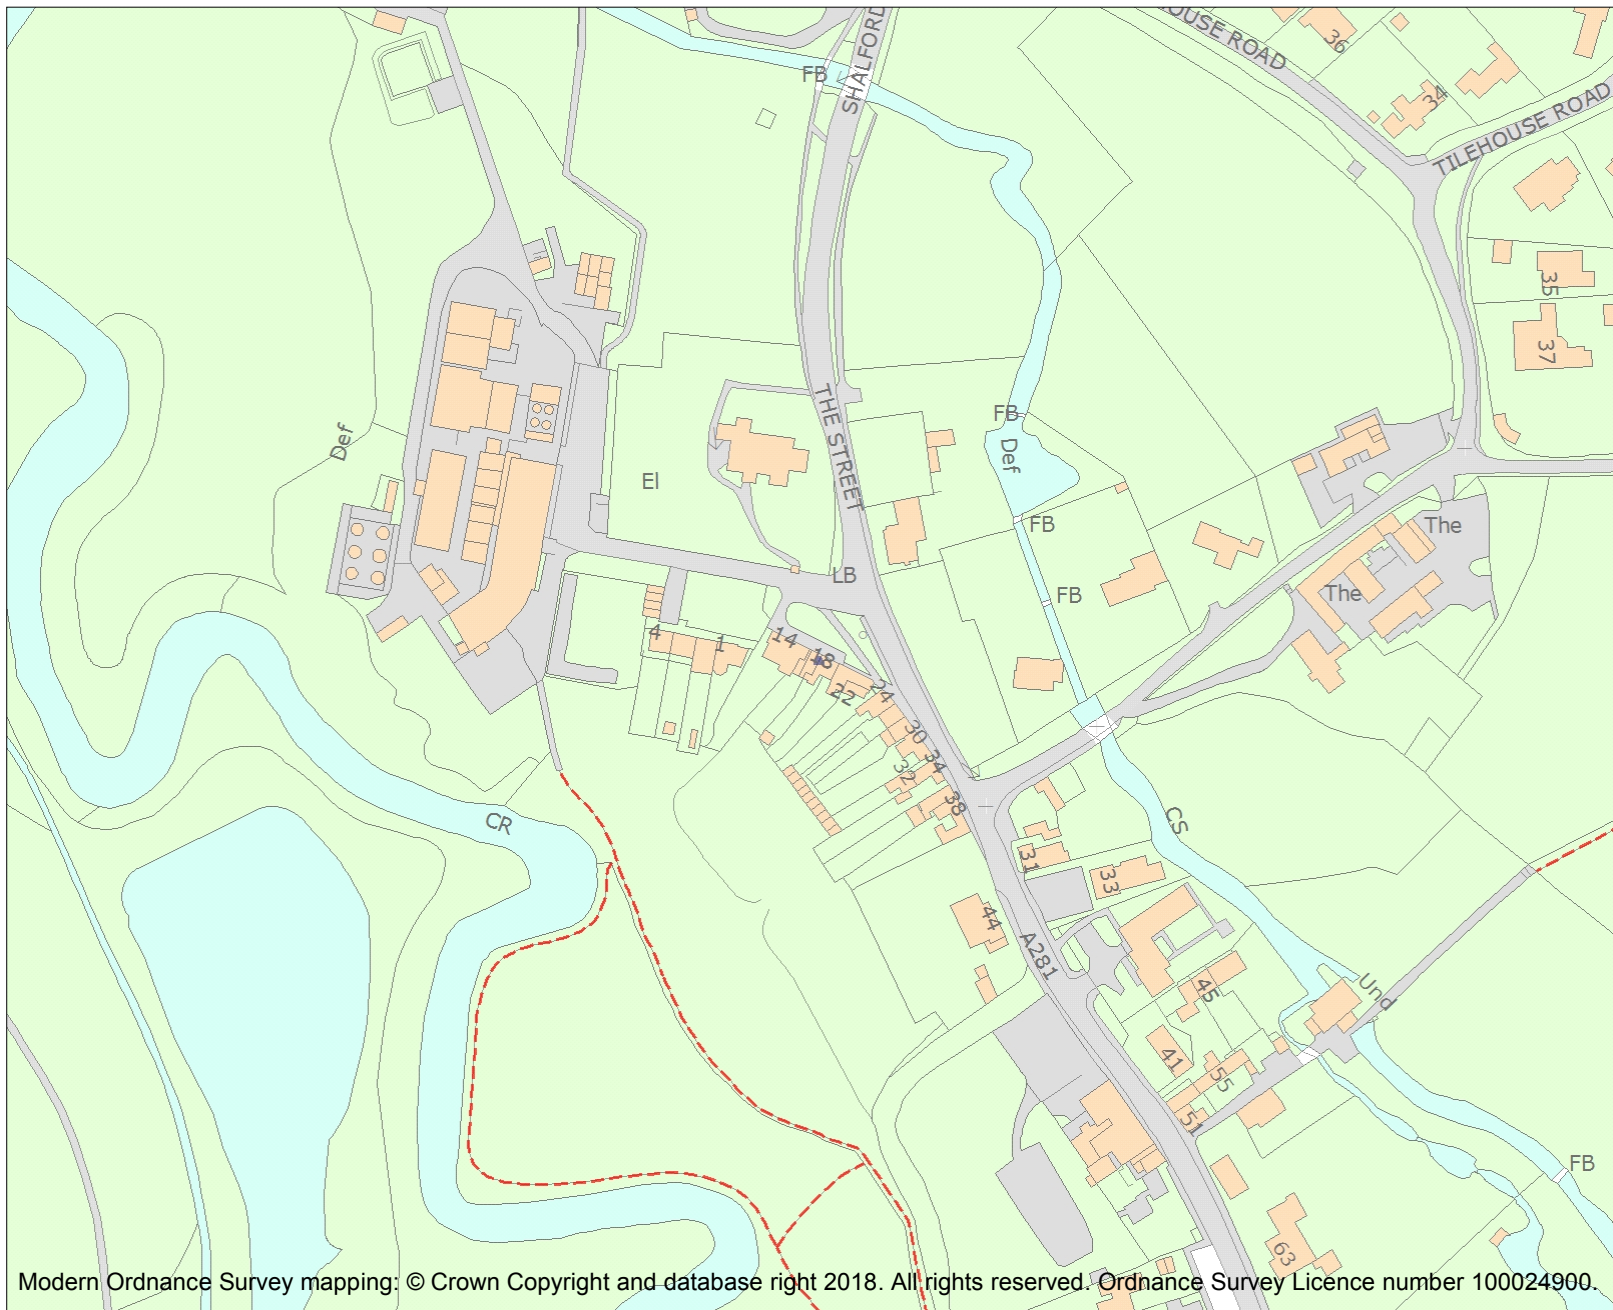 HOUSE ROAD
36
SHALFORD
FB
34
TILEHOUSE ROAD
35
37
Def
THE STREET
FB
Def
El
FB
The
LB
FB
The
4
1
14
18
22
24
30
34
32
38
CR
CS
31
33
44
A281
45
Und
41
55
51
FB
63
Modern Ordnance Survey mapping: © Crown Copyright and database right 2018. All rights reserved. Ordnance Survey Licence number 100024900.